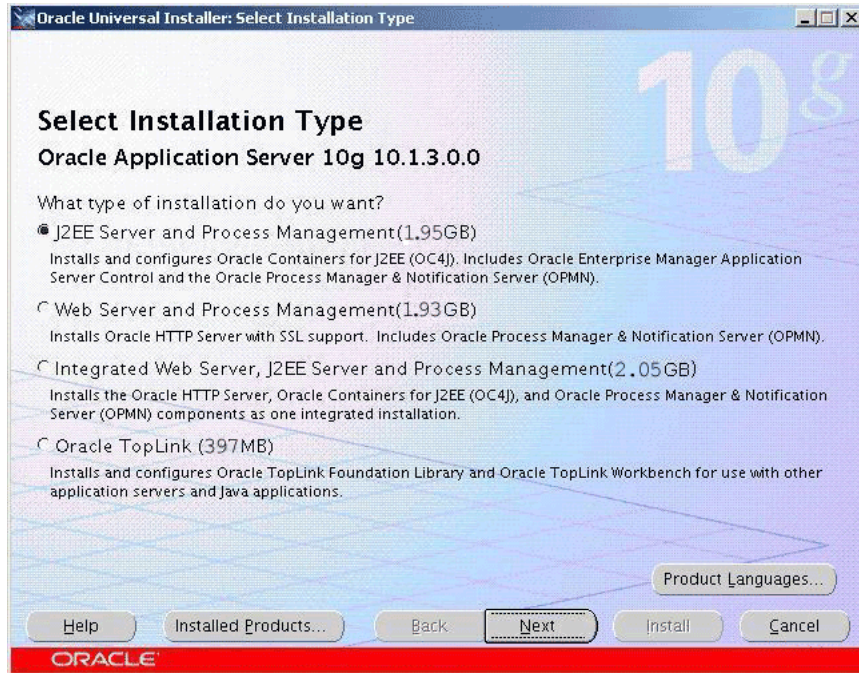 Oracle Universal Installer: Select Installation Type
10g
Select Installation Type
Oracle Application Server 10g 10.1.3.0.0
What type of installation do you want?
J2EE Server and Process Management(1.95GB)
Installs and configures Oracle Containers for J2EE (OC4J). Includes Oracle Enterprise Manager Application
Server Control and the Oracle Process Manager & Notification Server (OPMN).
Web Server and Process Management(1.93GB)
Installs Oracle HTTP Server with SSL support. Includes Oracle Process Manager & Notification Server (OPMN).
Integrated Web Server, J2EE Server and Process Management(2.05GB)
Installs the Oracle HTTP Server, Oracle Containers for J2EE (OC4J), and Oracle Process Manager & Notification
Server (OPMN) components as one integrated installation.
Oracle TopLink (397MB)
Installs and configures Oracle TopLink Foundation Library and Oracle TopLink Workbench for use with other
application servers and Java applications.
Product Languages...
Help Installed Products... Back Next Install Cancel
ORACLE